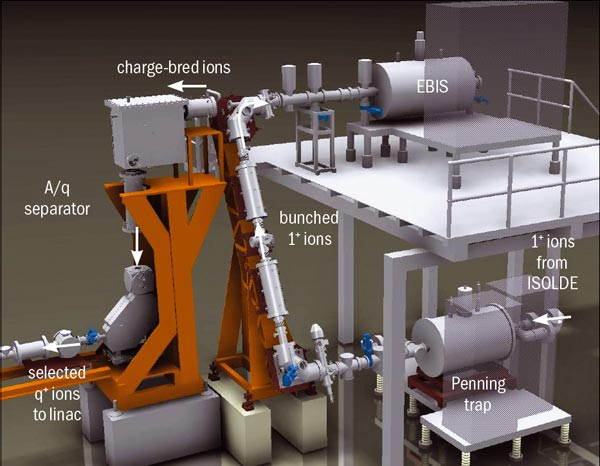 charge-bred ions
EBIS
A/q
separator
bunched
1⁺ ions
1⁺ ions
from
ISOLDE
selected
q⁺ ions
to linac
Penning
trap